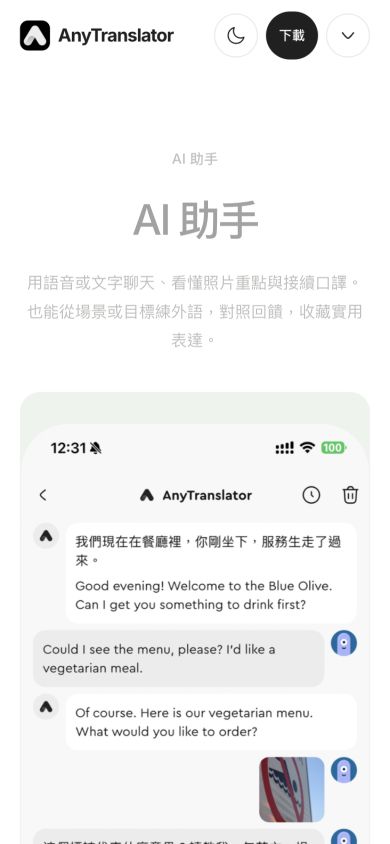 AnyTranslator
下載
AI 助手
AI 助手
用語音或文字聊天、看懂照片重點與接續口譯。
也能從場景或目標練外語，對照回饋，收藏實用
表達。
12:31
100
AnyTranslator
我們現在在餐廳裡，你剛坐下，服務生走了過
來。
Good evening! Welcome to the Blue Olive.
Can I get you something to drink first?
Could I see the menu, please? I'd like a
vegetarian meal.
Of course. Here is our vegetarian menu.
What would you like to order?